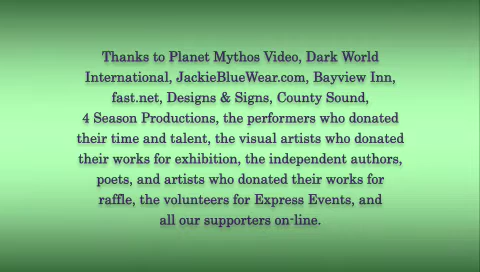 Thanks to Planet Mythos Video, Dark World
International, JackieBlueWear.com, Bayview Inn,
fast.net, Designs & Signs, County Sound,
4 Season Productions, the performers who donated
their time and talent, the visual artists who donated
their works for exhibition, the independent authors,
poets, and artists who donated their works for
raffle, the volunteers for Express Events, and
all our supporters on-line.